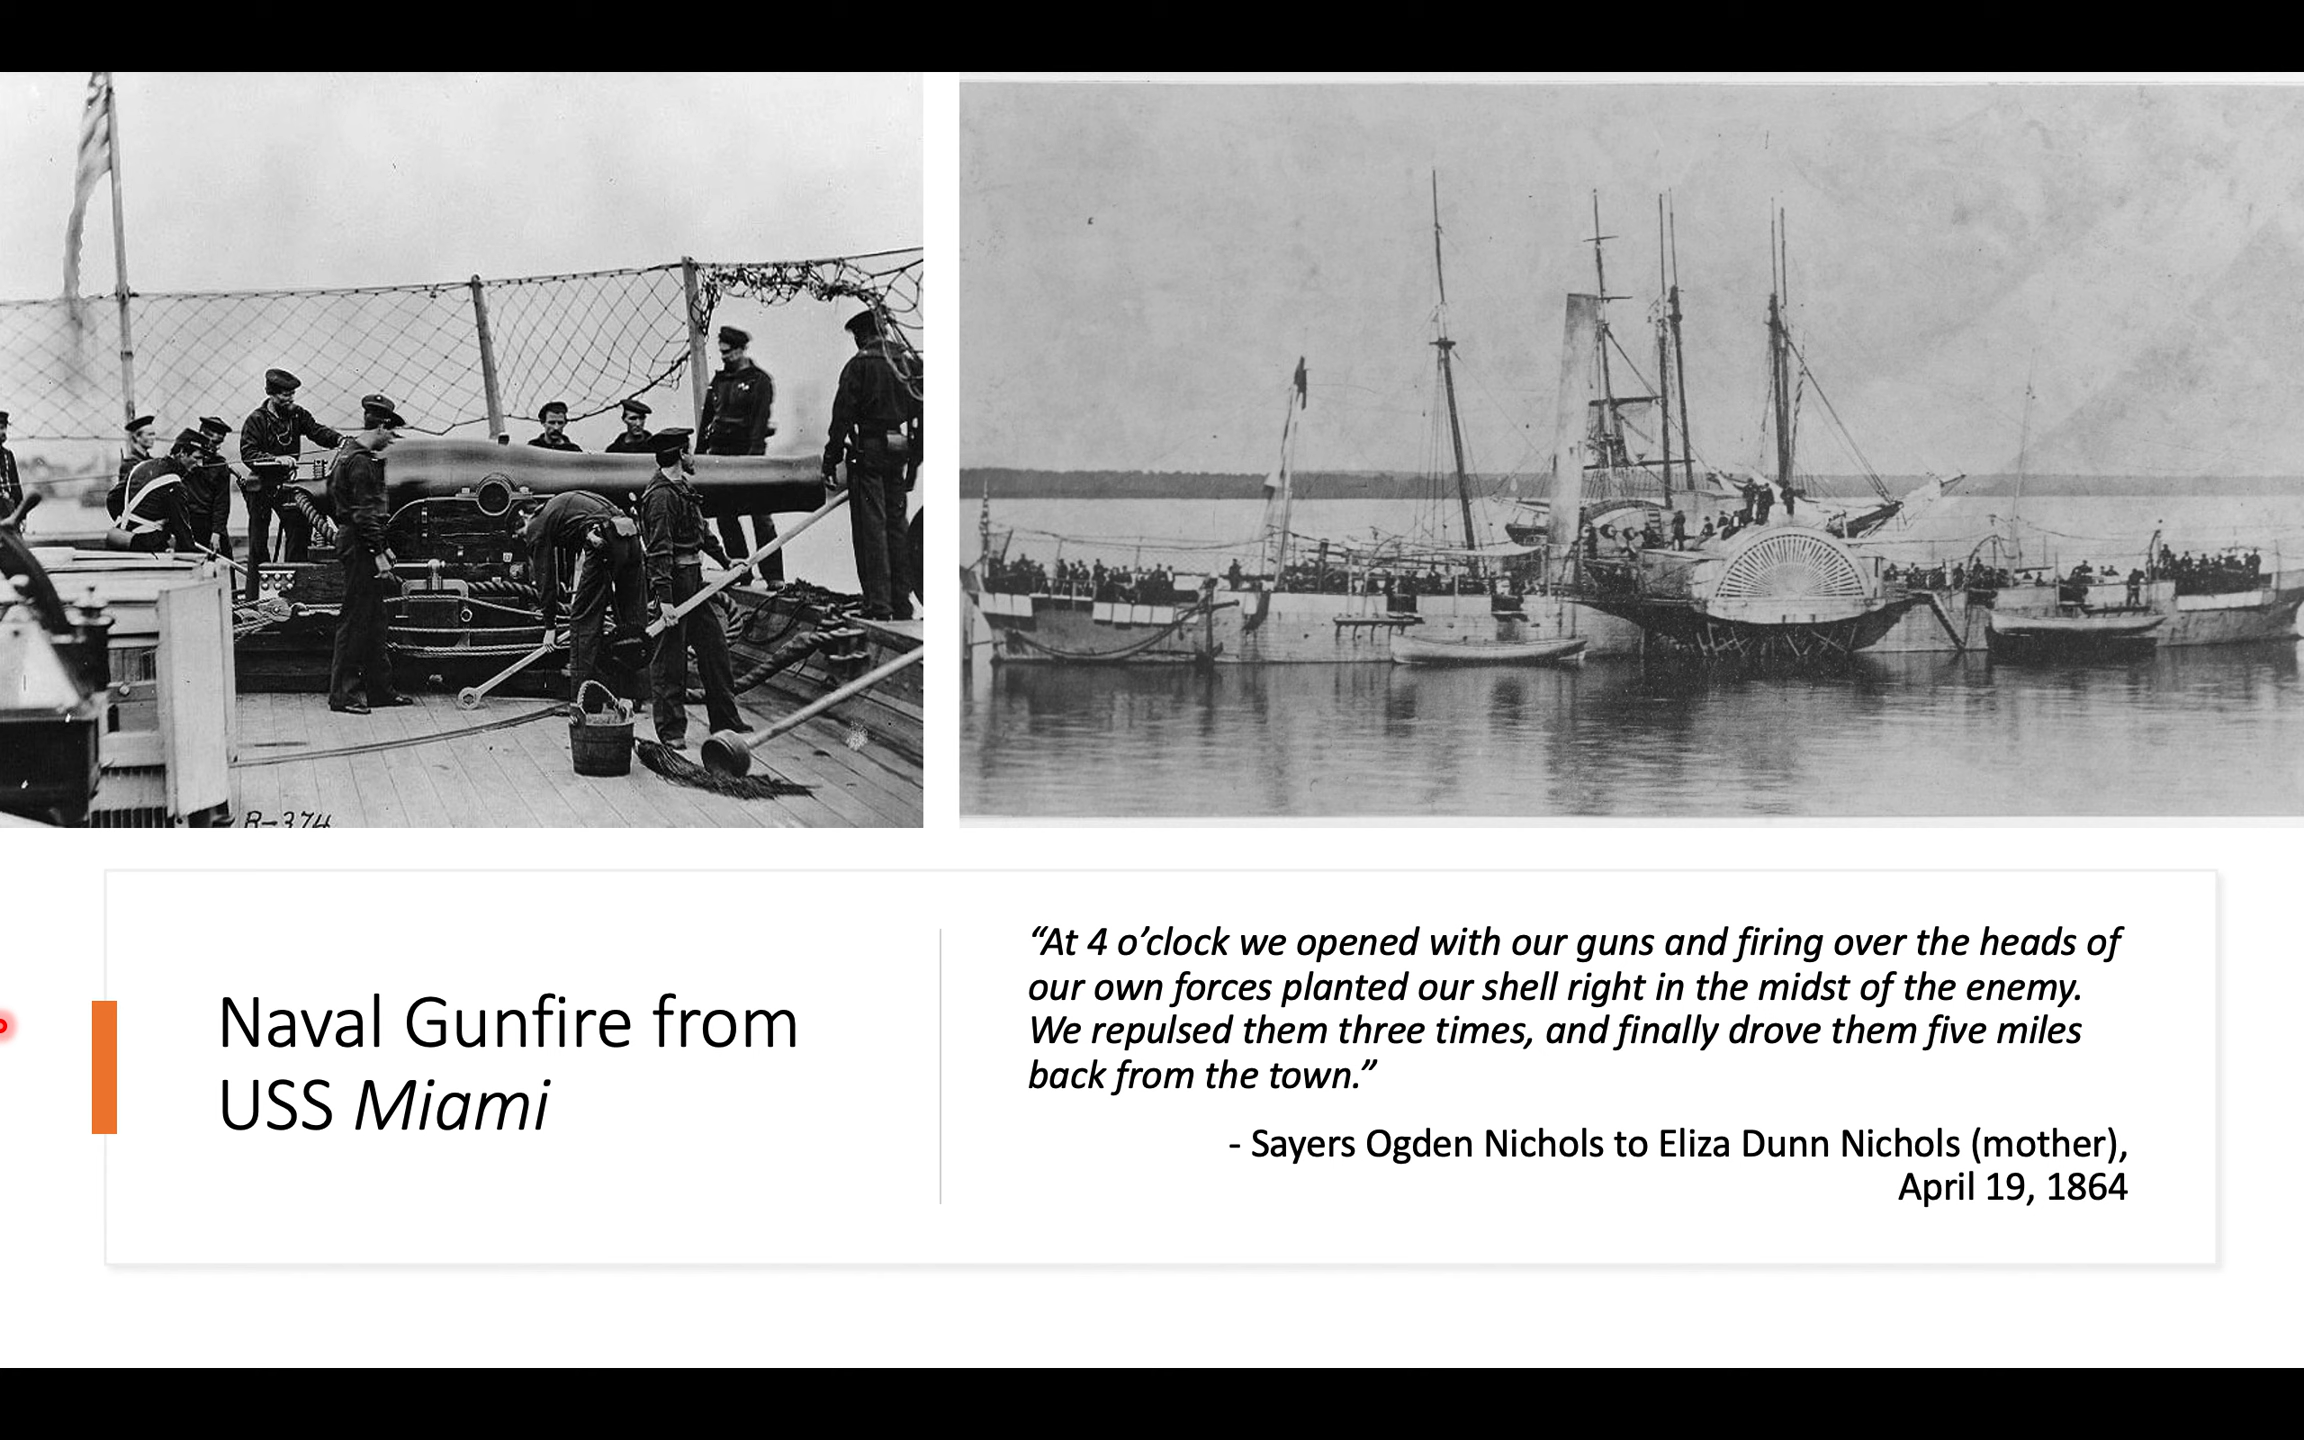 B-374
Naval Gunfire from
USS Miami
“At 4 o’clock we opened with our guns and firing over the heads of
our own forces planted our shell right in the midst of the enemy.
We repulsed them three times, and finally drove them five miles
back from the town.”
- Sayers Ogden Nichols to Eliza Dunn Nichols (mother),
April 19, 1864